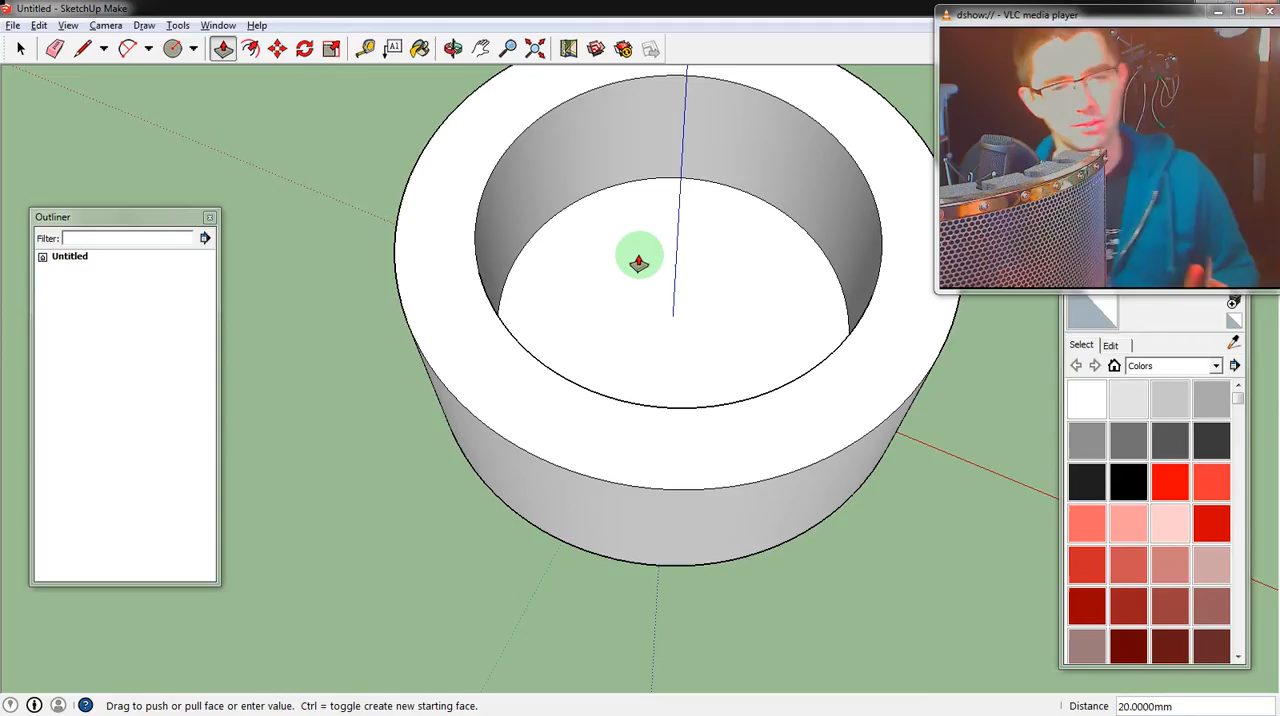 Untitled - SketchUp Make
dshow:// - VLC media player
File Edit View Camera Draw Tools Window Help
A1
Outliner
Filter:
Untitled
Select Edit
Colors
Drag to push or pull face or enter value. Ctrl = toggle create new starting face.
Distance 20.0000mm